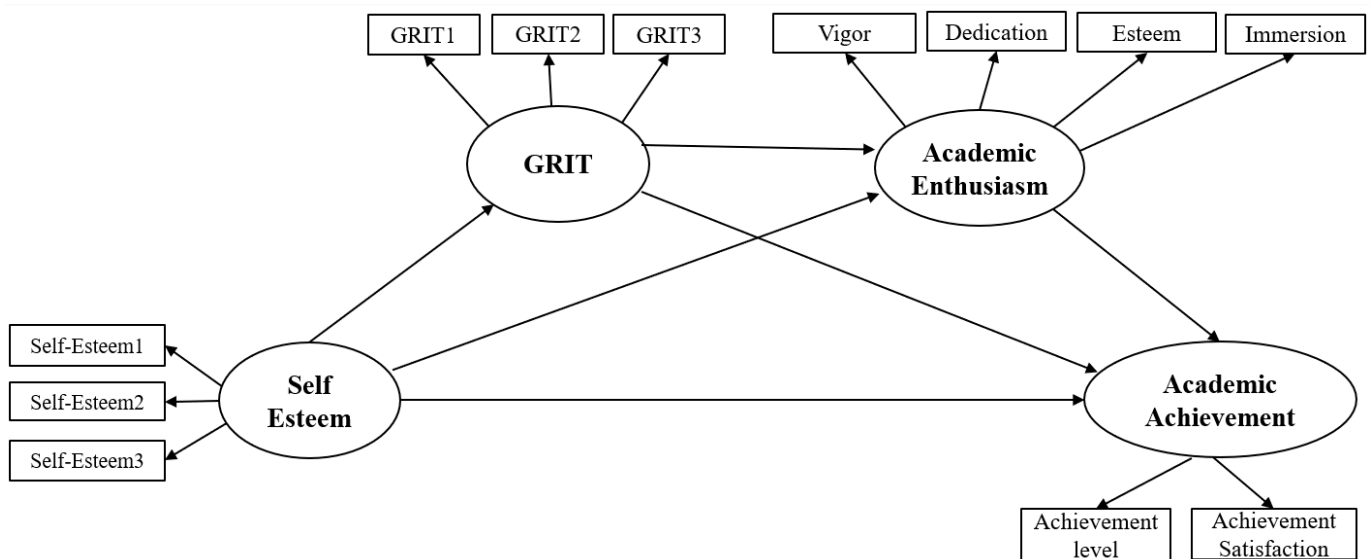 GRIT1
GRIT2
GRIT3
Vigor
Dedication
Esteem
Immersion
GRIT
Academic
Enthusiasm
Self-Esteem1
Self-Esteem2
Self-Esteem3
Self
Esteem
Academic
Achievement
Achievement
level
Achievement
Satisfaction